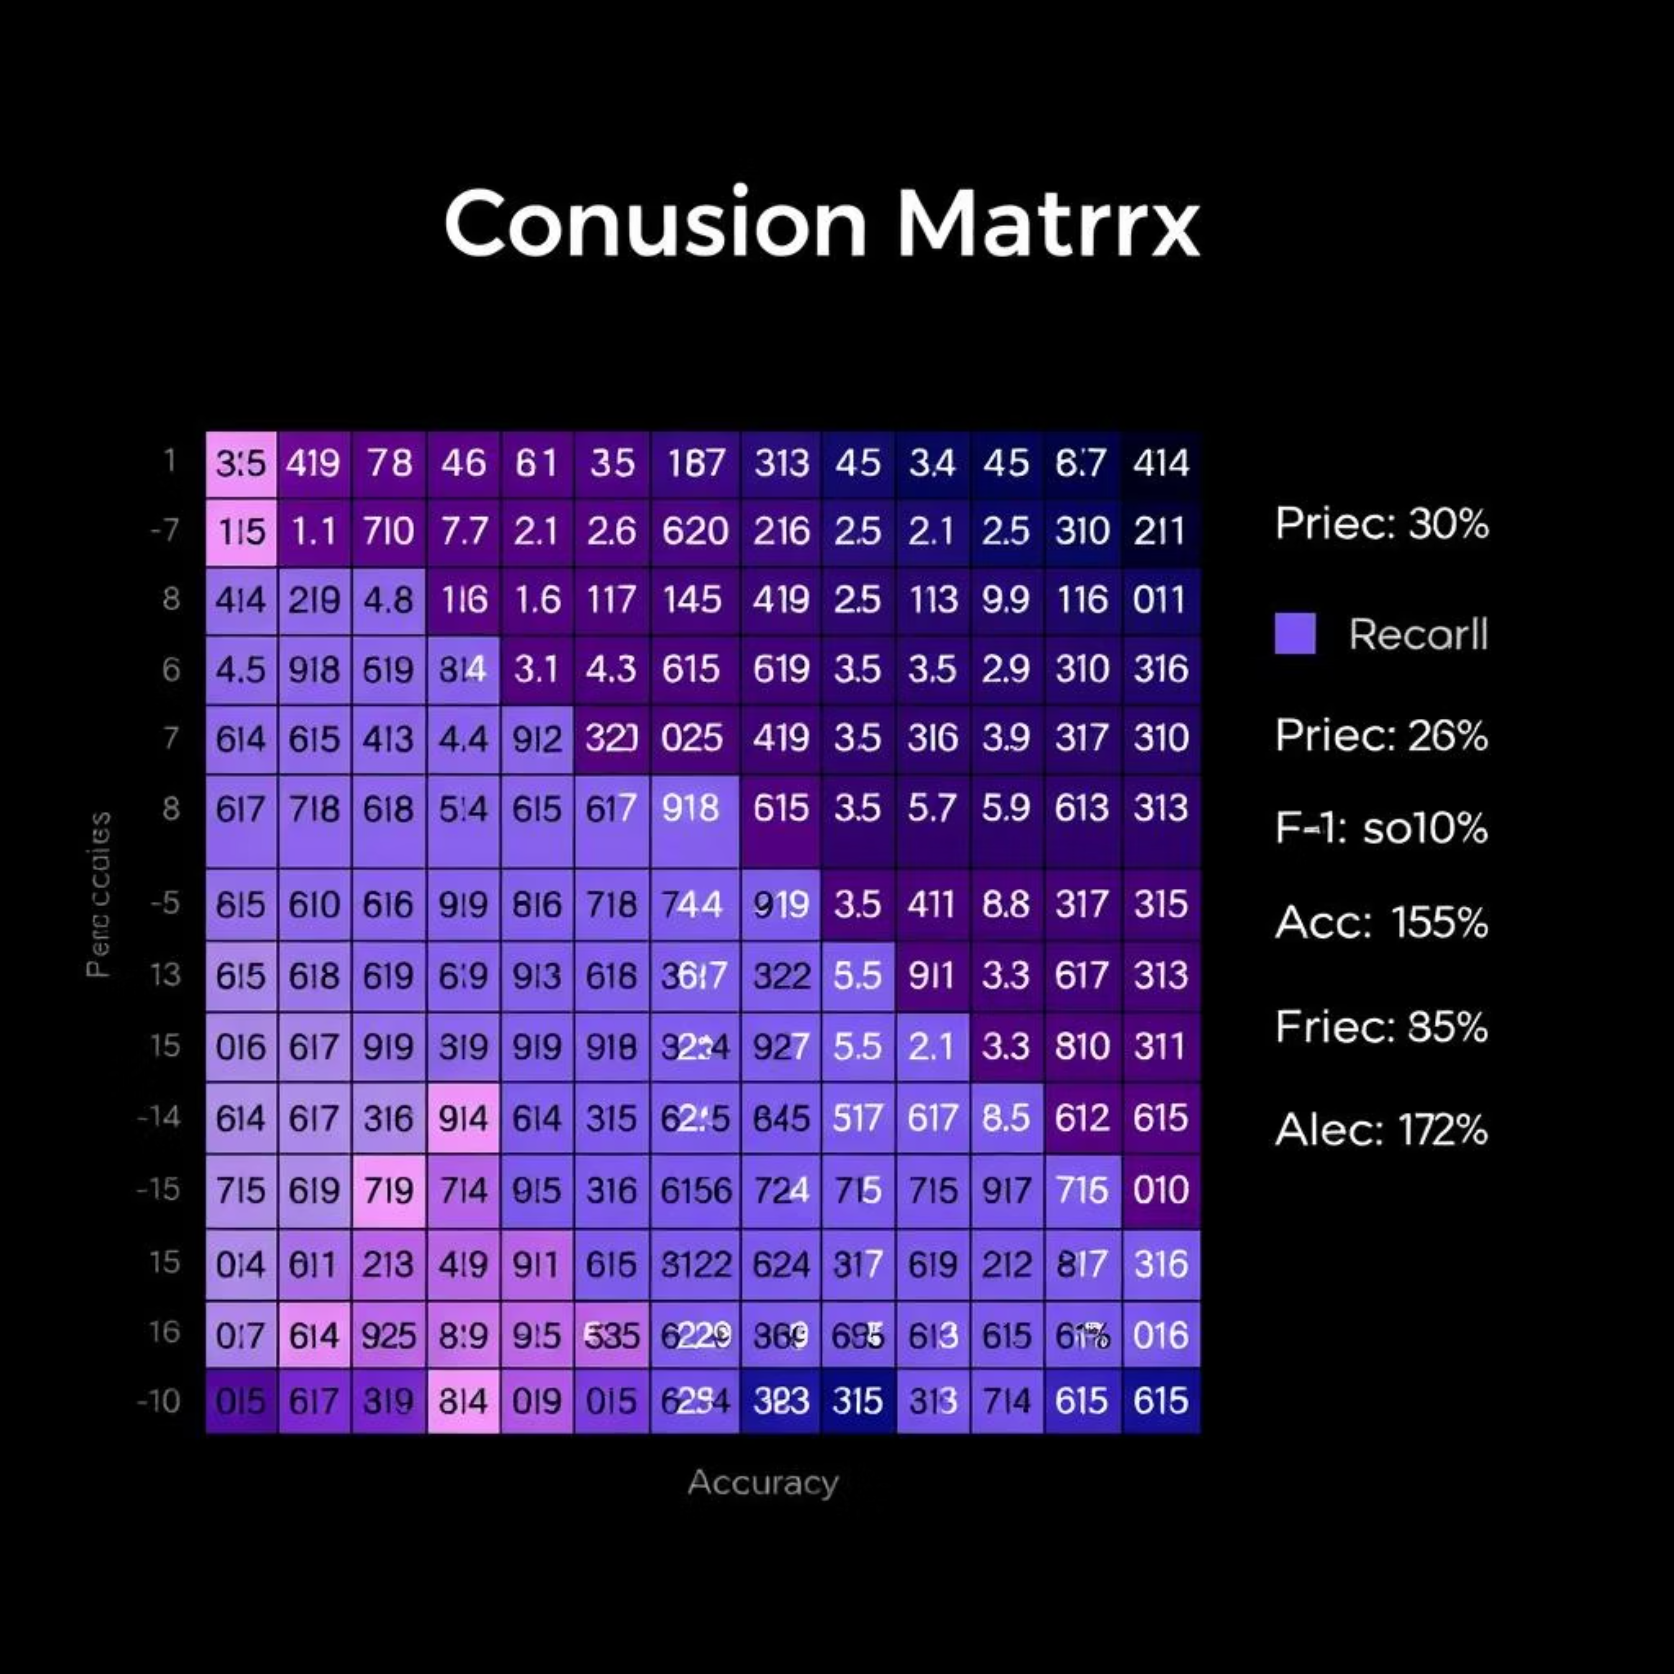 Conusion Matrrx
1 3:5 419 78 46 61 35 187 313 45 3.4 45 6.7 414
-7 115 1.1 710 7.7 2.1 2.6 620 216 2.5 2.1 2.5 310 211
8 414 219 4.8 116 1.6 117 145 419 2.5 113 9.9 116 011
6 4.5 918 619 814 3.1 4.3 615 619 3.5 3.5 2.9 310 316
7 614 615 413 4.4 912 321 025 419 3.5 316 3.9 317 310
8 617 718 618 514 615 617 918 615 3.5 5.7 5.9 613 313
-5 615 610 616 919 816 718 744 919 3.5 411 8.8 317 315
13 615 618 619 619 913 616 322 5.5 911 3.3 617 313
15 016 617 919 319 919 918 927 5.5 2.1 3.3 810 311
-14 614 617 316 914 614 315 645 517 617 8.5 612 615
-15 715 619 719 714 915 316 6156 724 715 715 917 716 010
15 014 611 213 419 911 615 3122 624 317 619 212 817 316
16 017 614 925 8:9 9:5 613 615 016
-10 015 617 319 814 019 015 315 313 714 615 615
Accuracy
Priec: 30%
Recarll
Priec: 26%
F-1: so10%
Acc: 155%
Friec: 85%
Alec: 172%